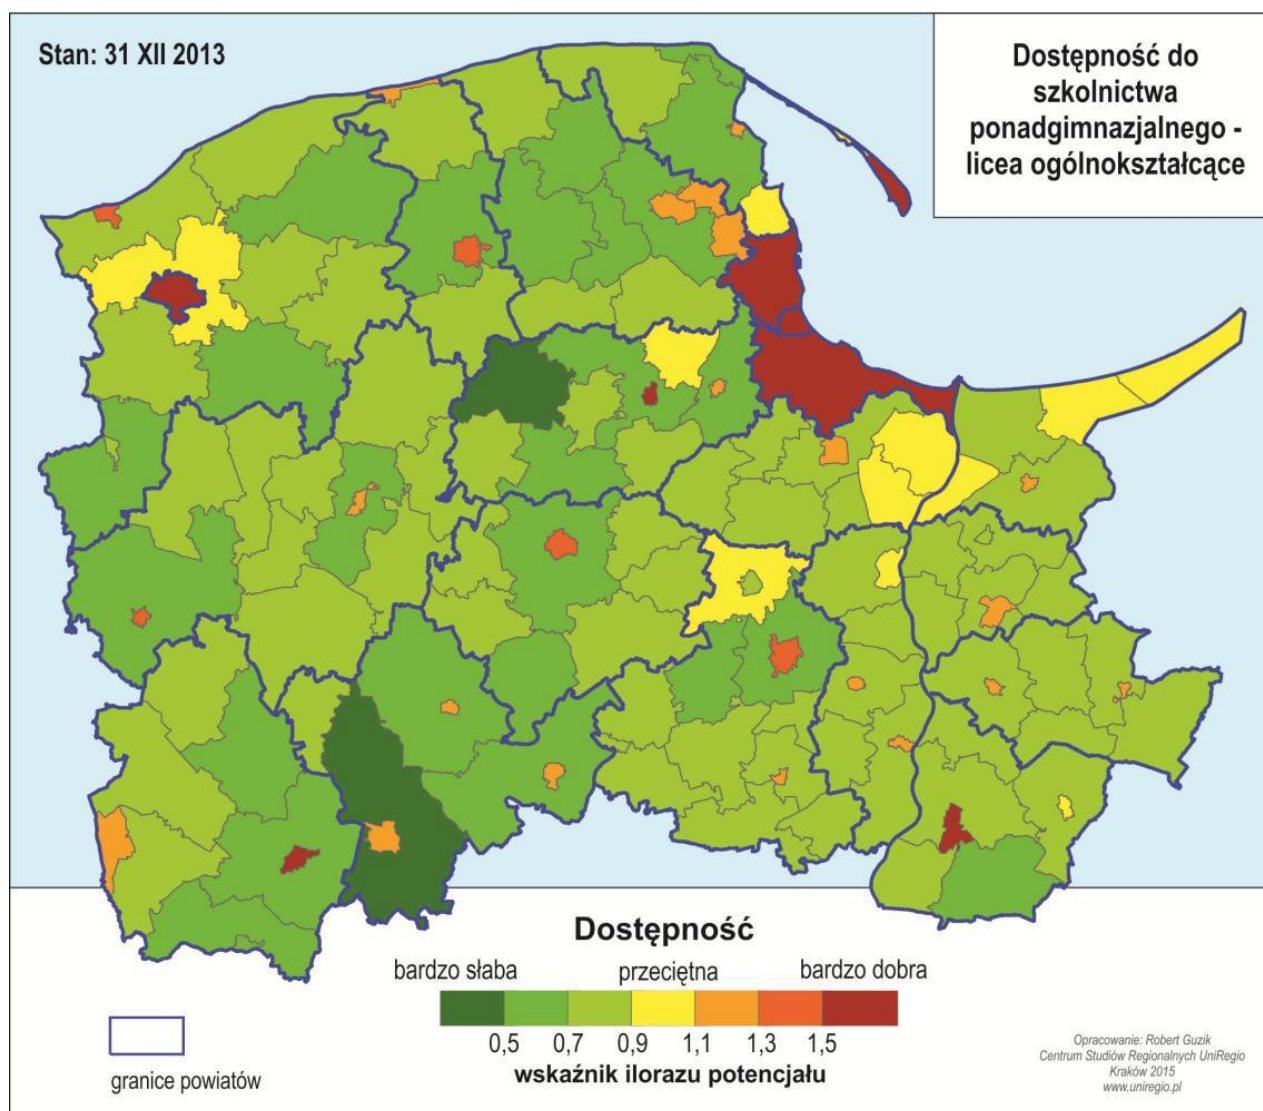 Stan: 31 XII 2013
Dostępność do
szkolnictwa
ponadgimnazjalnego -
licea ogólnokształcące
Dostępność
bardzo słaba przeciętna bardzo dobra
0,5 0,7 0,9 1,1 1,3 1,5
wskaźnik ilorazu potencjału
granice powiatów
Opracowanie: Robert Guzik
Centrum Studiów Regionalnych UniRegio
Kraków 2015
www.uniregio.pl